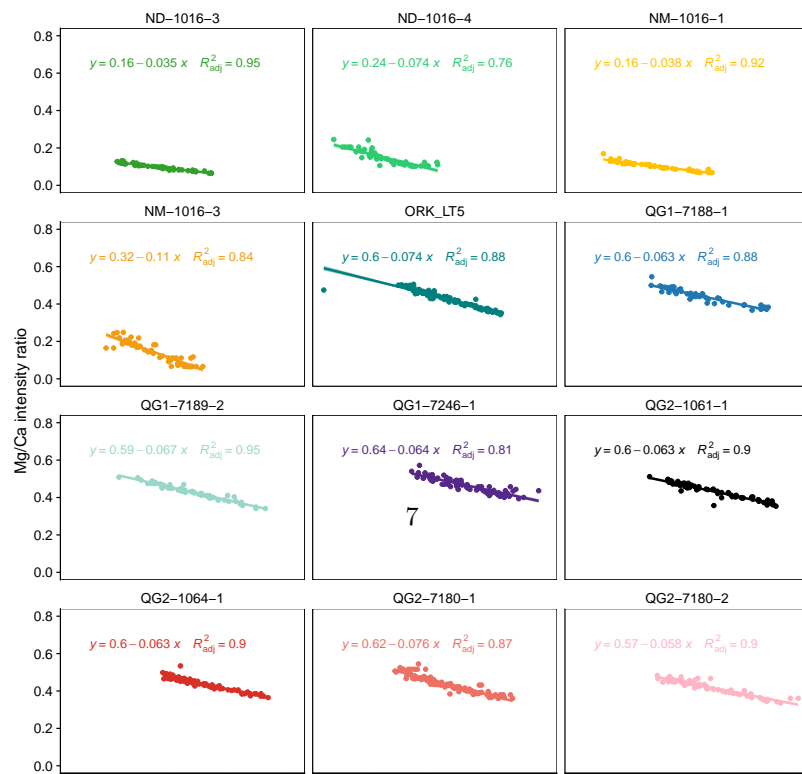 ND−1016−3 ND−1016−4 NM−1016−1
0.8
y = 0.16 − 0.035 x R²adj = 0.95 y = 0.24 − 0.074 x R²adj = 0.76 y = 0.16 − 0.038 x R²adj = 0.92
0.6
0.4
0.2
0.0
NM−1016−3 ORK_LT5 QG1−7188−1
0.8
y = 0.32 − 0.11 x R²adj = 0.84 y = 0.6 − 0.074 x R²adj = 0.88 y = 0.6 − 0.063 x R²adj = 0.88
0.6
0.4
0.2
0.0
Mg/Ca intensity ratio
QG1−7189−2 QG1−7246−1 QG2−1061−1
0.8
y = 0.59 − 0.067 x R²adj = 0.95 y = 0.64 − 0.064 x R²adj = 0.81 y = 0.6 − 0.063 x R²adj = 0.9
0.6
0.4
7
0.2
0.0
QG2−1064−1 QG2−7180−1 QG2−7180−2
0.8
y = 0.6 − 0.063 x R²adj = 0.9 y = 0.62 − 0.076 x R²adj = 0.87 y = 0.57 − 0.058 x R²adj = 0.9
0.6
0.4
0.2
0.0